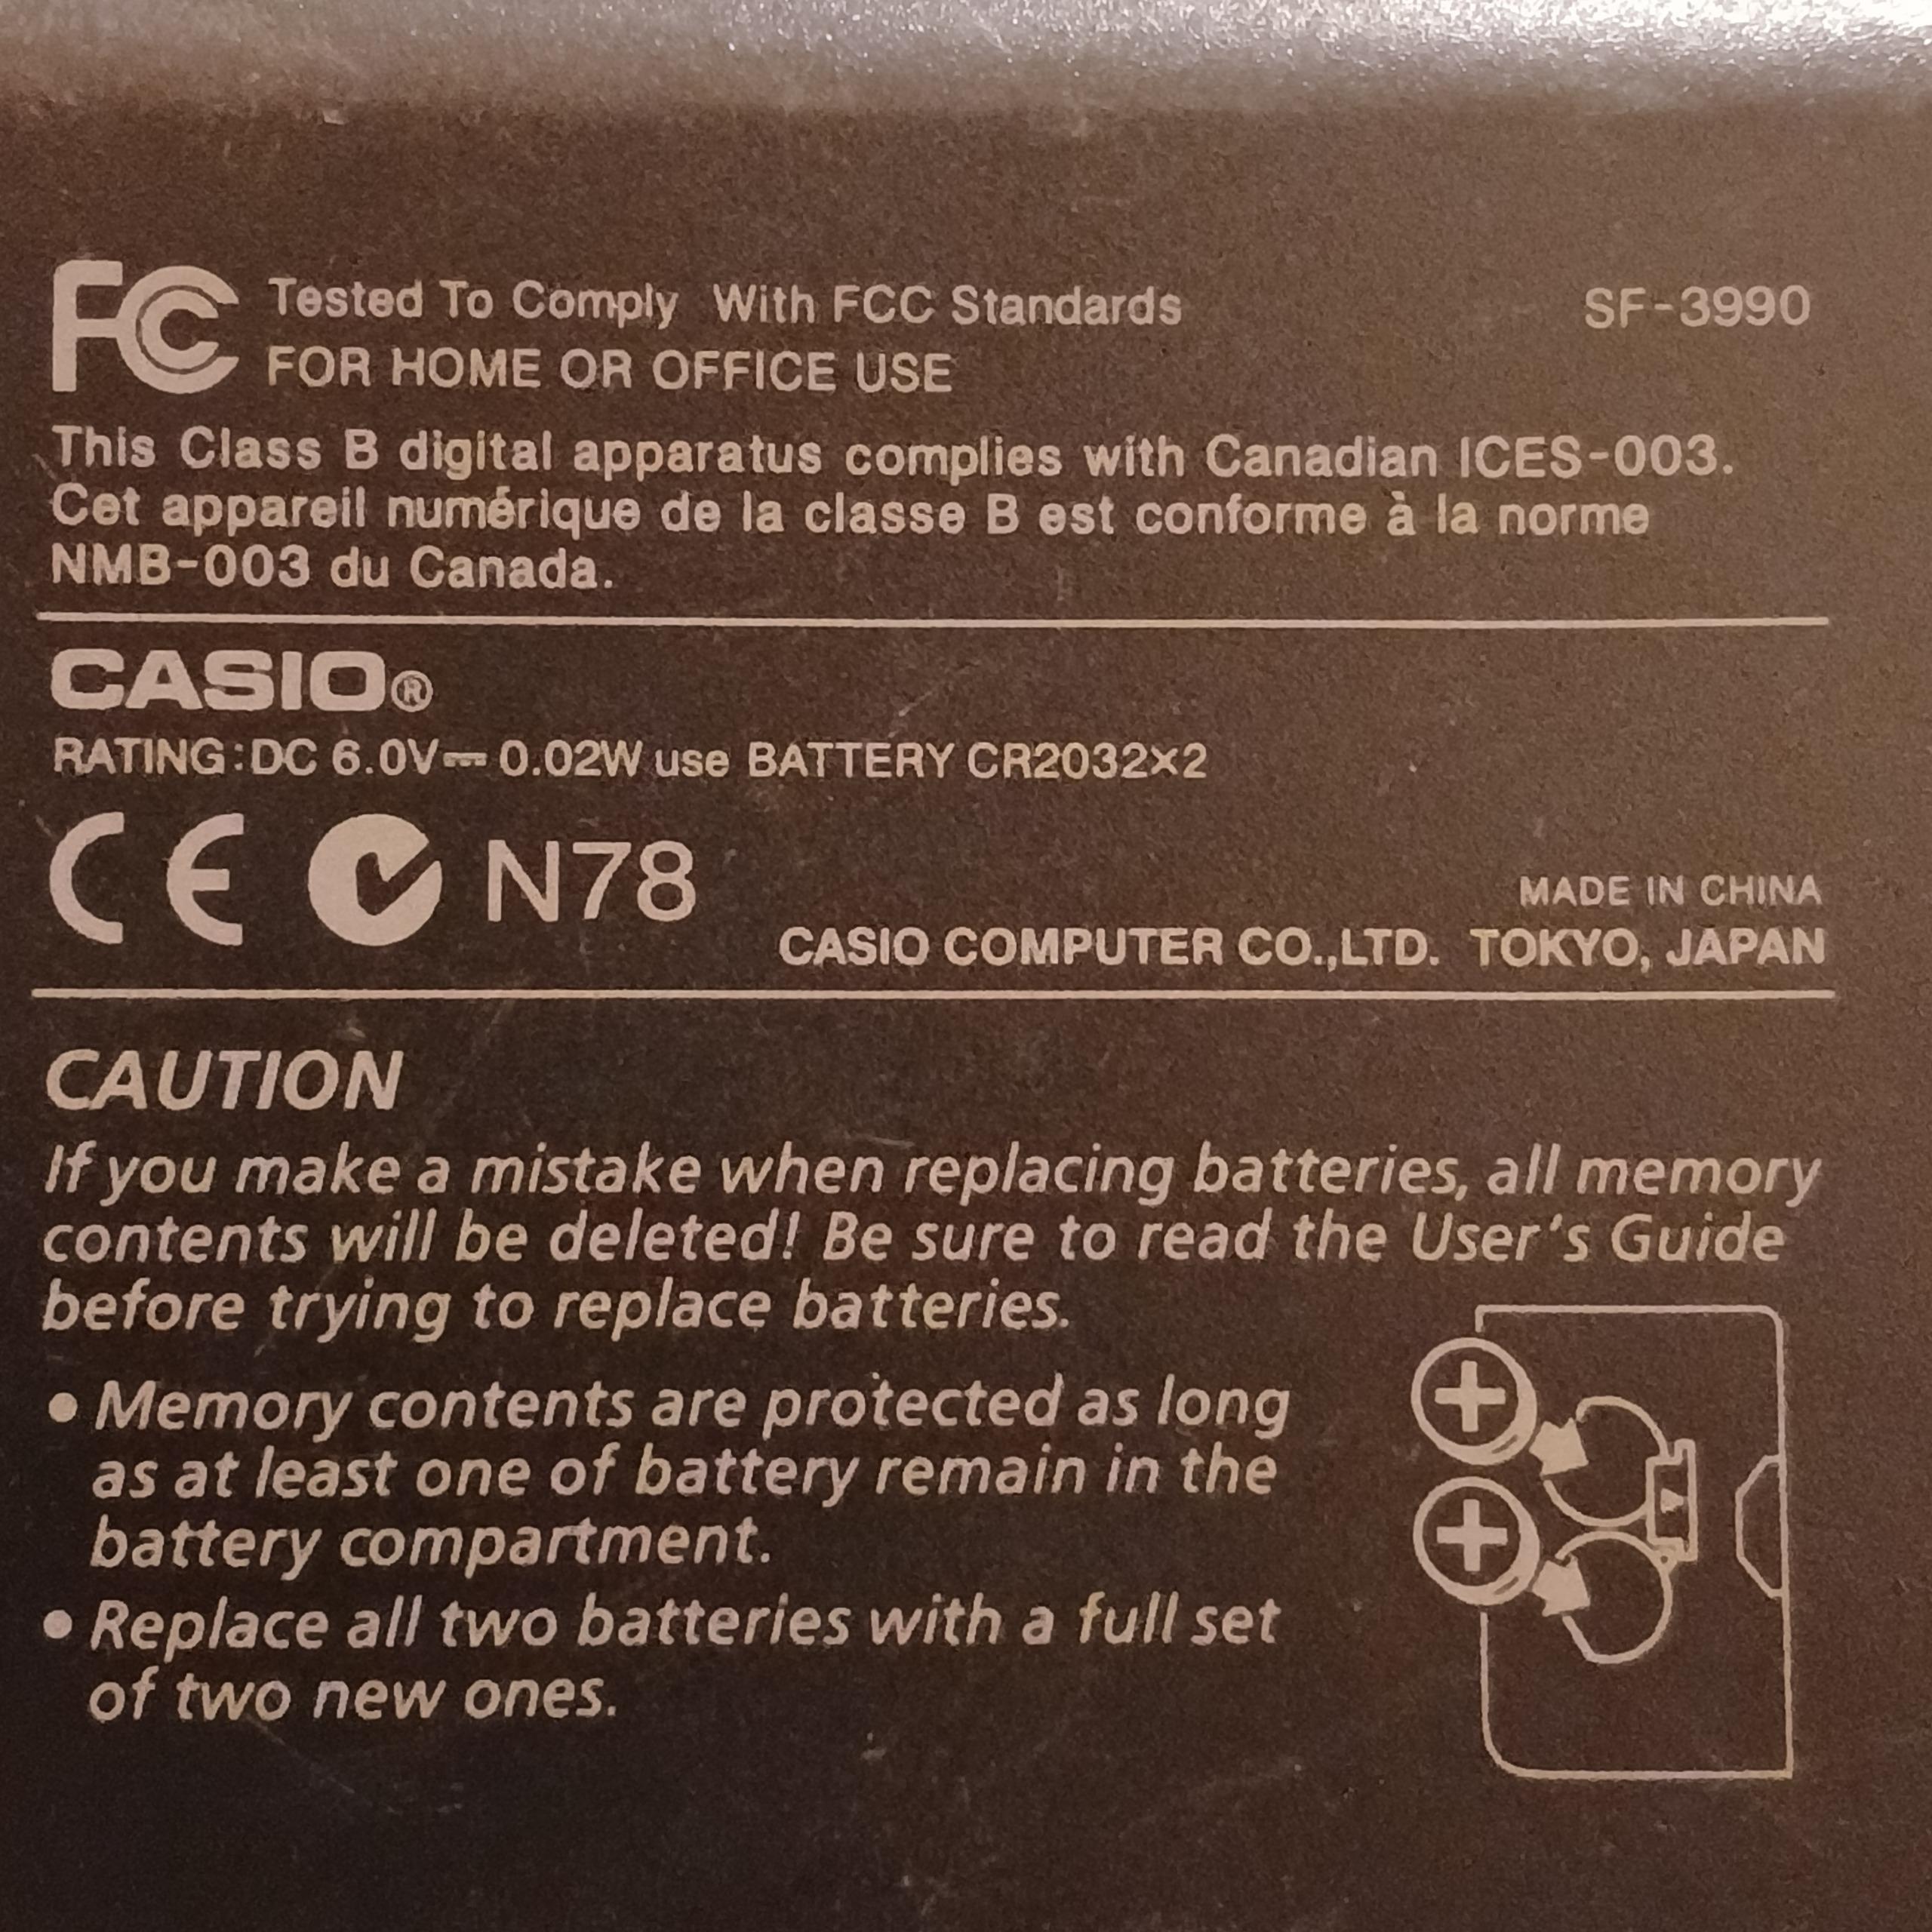 FC Tested To Comply With FCC Standards SF-3990
FOR HOME OR OFFICE USE
This Class B digital apparatus complies with Canadian ICES-003.
Cet appareil numérique de la classe B est conforme à la norme
NMB-003 du Canada.
CASIO®
RATING:DC 6.0V⎓ 0.02W use BATTERY CR2032×2
CE N78
MADE IN CHINA
CASIO COMPUTER CO.,LTD. TOKYO, JAPAN
CAUTION
If you make a mistake when replacing batteries, all memory
contents will be deleted! Be sure to read the User's Guide
before trying to replace batteries.
• Memory contents are protected as long
as at least one of battery remain in the
battery compartment.
• Replace all two batteries with a full set
of two new ones.
+
+